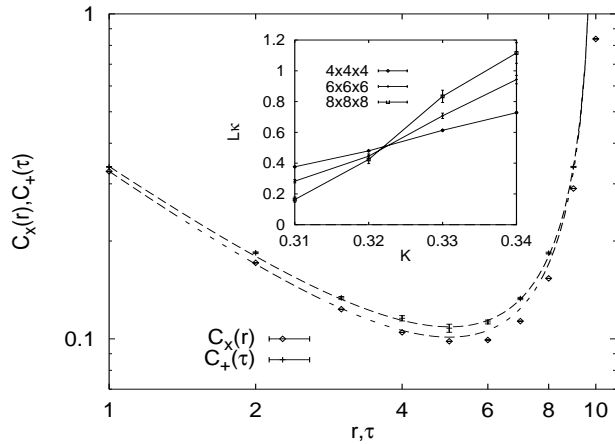 1
0.1
C_x(r),C_+(τ)
1
2
4
6
8
10
r,τ
C_x(r)
C_+(τ)
1.2
1
0.8
0.6
0.4
0.2
0
Lκ
0.31
0.32
0.33
0.34
K
4x4x4
6x6x6
8x8x8